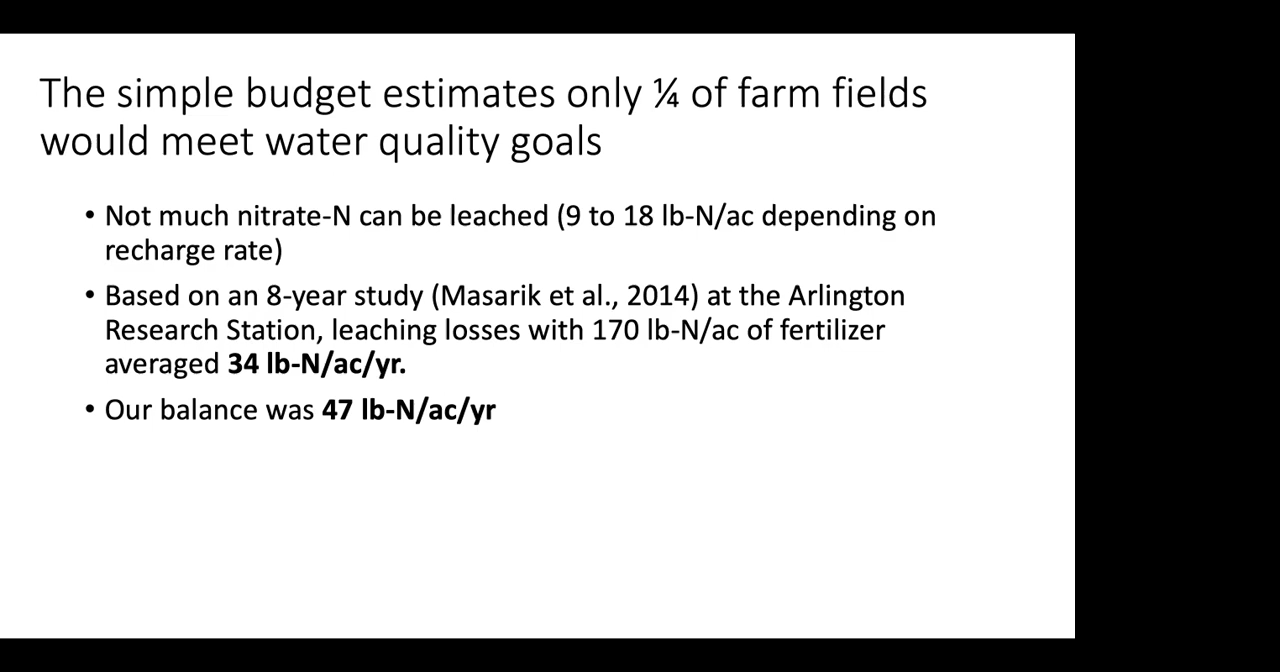 The simple budget estimates only ¼ of farm fields
would meet water quality goals
• Not much nitrate-N can be leached (9 to 18 lb-N/ac depending on
recharge rate)
• Based on an 8-year study (Masarik et al., 2014) at the Arlington
Research Station, leaching losses with 170 lb-N/ac of fertilizer
averaged 34 lb-N/ac/yr.
• Our balance was 47 lb-N/ac/yr